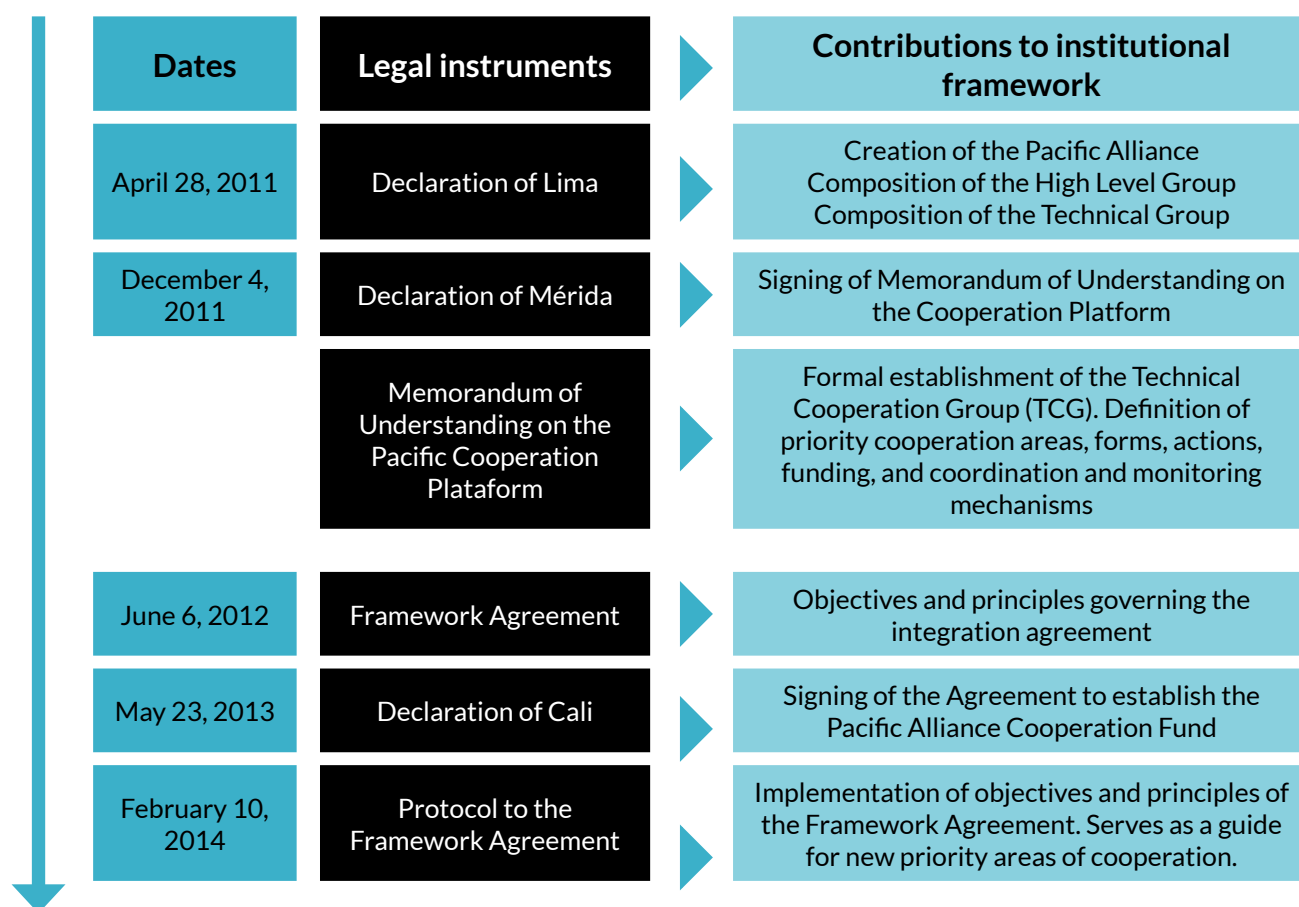 Dates
Legal instruments
Contributions to institutional
framework
April 28, 2011
Declaration of Lima
Creation of the Pacific Alliance
Composition of the High Level Group
Composition of the Technical Group
December 4,
2011
Declaration of Mérida
Signing of Memorandum of Understanding on
the Cooperation Platform
Memorandum of
Understanding on the
Pacific Cooperation
Plataform
Formal establishment of the Technical
Cooperation Group (TCG). Definition of
priority cooperation areas, forms, actions,
funding, and coordination and monitoring
mechanisms
June 6, 2012
Framework Agreement
Objectives and principles governing the
integration agreement
May 23, 2013
Declaration of Cali
Signing of the Agreement to establish the
Pacific Alliance Cooperation Fund
February 10,
2014
Protocol to the
Framework Agreement
Implementation of objectives and principles of
the Framework Agreement. Serves as a guide
for new priority areas of cooperation.